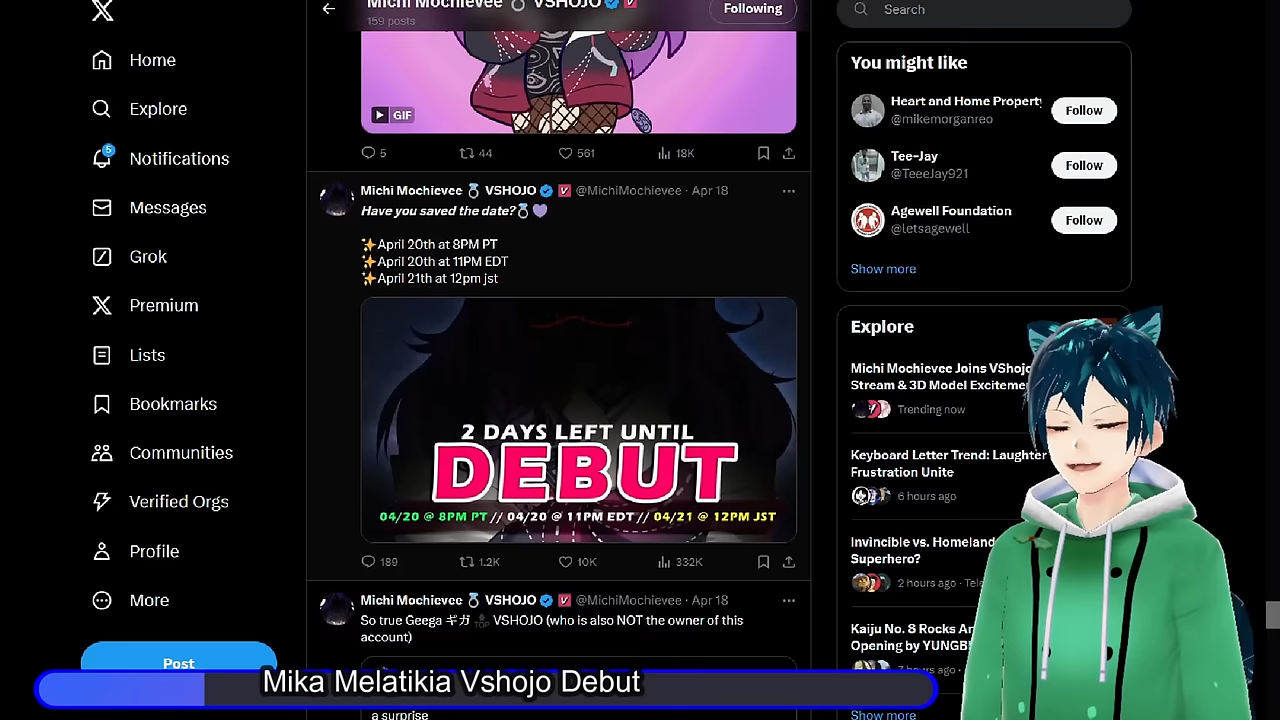 Home
Explore
5
Notifications
Messages
Grok
Premium
Lists
Bookmarks
Communities
Verified Orgs
Profile
More
Post
Michi Mochievee 💍 VSHOJO
159 posts
Following
GIF
5 44 561 18K
Michi Mochievee 💍 VSHOJO @MichiMochievee · Apr 18
Have you saved the date?💍💜
✨April 20th at 8PM PT
✨April 20th at 11PM EDT
✨April 21th at 12pm jst
2 DAYS LEFT UNTIL
DEBUT
04/20 @ 8PM PT // 04/20 @ 11PM EDT // 04/21 @ 12PM JST
189 1.2K 10K 332K
Michi Mochievee 💍 VSHOJO @MichiMochievee · Apr 18
So true Geega ギガ 🔝 VSHOJO (who is also NOT the owner of this
account)
a surprise
Search
You might like
Heart and Home Property
@mikemorganreo
Follow
Tee-Jay
@TeeeJay921
Follow
Agewell Foundation
@letsagewell
Follow
Show more
Explore
Michi Mochievee Joins VShojo
Stream & 3D Model Excitemen
Trending now
Keyboard Letter Trend: Laughter
Frustration Unite
6 hours ago
Invincible vs. Homeland
Superhero?
2 hours ago · Tele
Kaiju No. 8 Rocks An
Opening by YUNGB
7 hours ago
Show more
Mika Melatikia Vshojo Debut